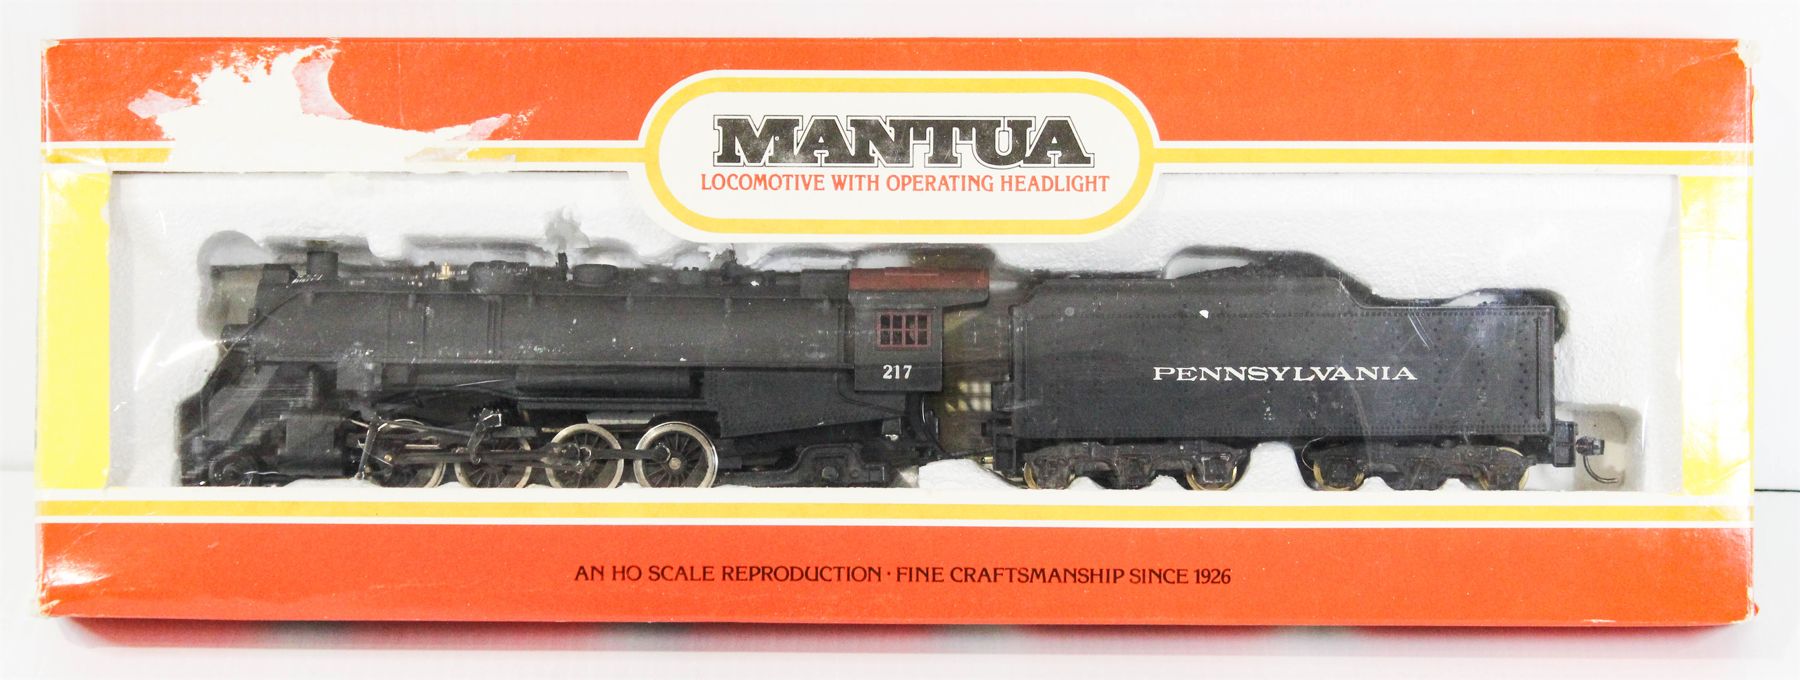 MANTUA
LOCOMOTIVE WITH OPERATING HEADLIGHT
217
PENNSYLVANIA
AN HO SCALE REPRODUCTION · FINE CRAFTSMANSHIP SINCE 1926